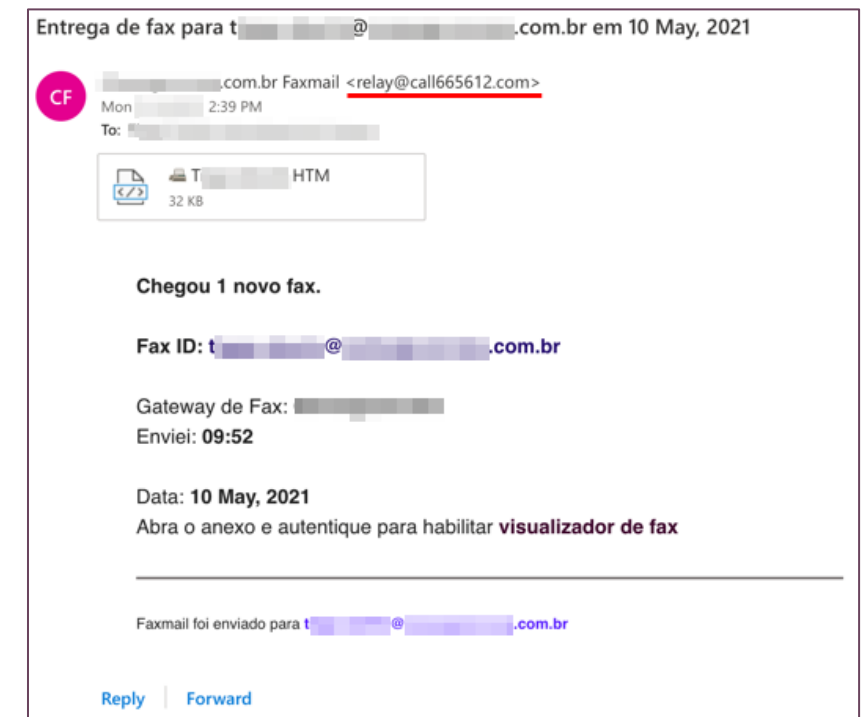 Entrega de fax para t @ .com.br em 10 May, 2021
CF
.com.br Faxmail <relay@call665612.com>
Mon 2:39 PM
To:
T HTM
32 KB
Chegou 1 novo fax.
Fax ID: t @ .com.br
Gateway de Fax:
Enviei: 09:52
Data: 10 May, 2021
Abra o anexo e autentique para habilitar visualizador de fax
Faxmail foi enviado para t @ .com.br
Reply Forward